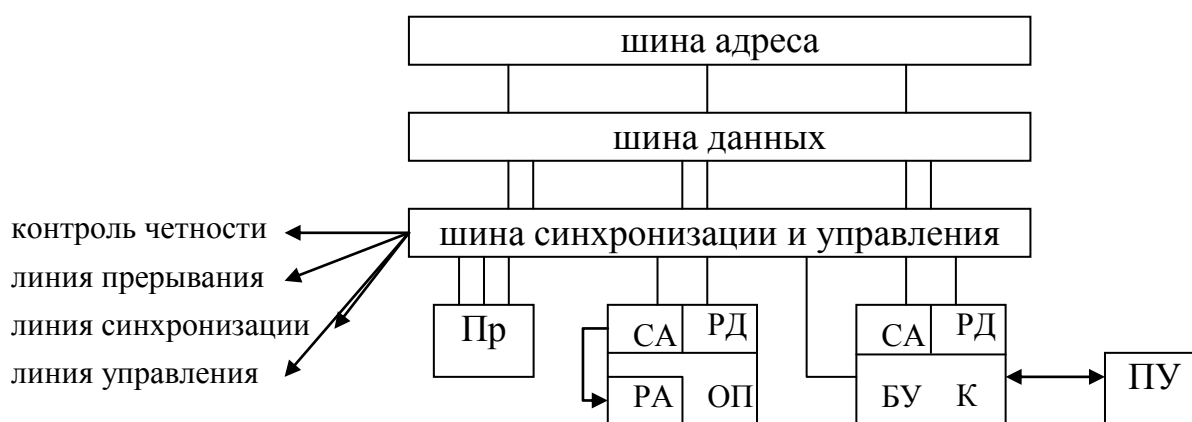 шина адреса
шина данных
шина синхронизации и управления
контроль четности
линия прерывания
линия синхронизации
линия управления
Пр
СА РД
РА ОП
СА РД
БУ К
ПУ